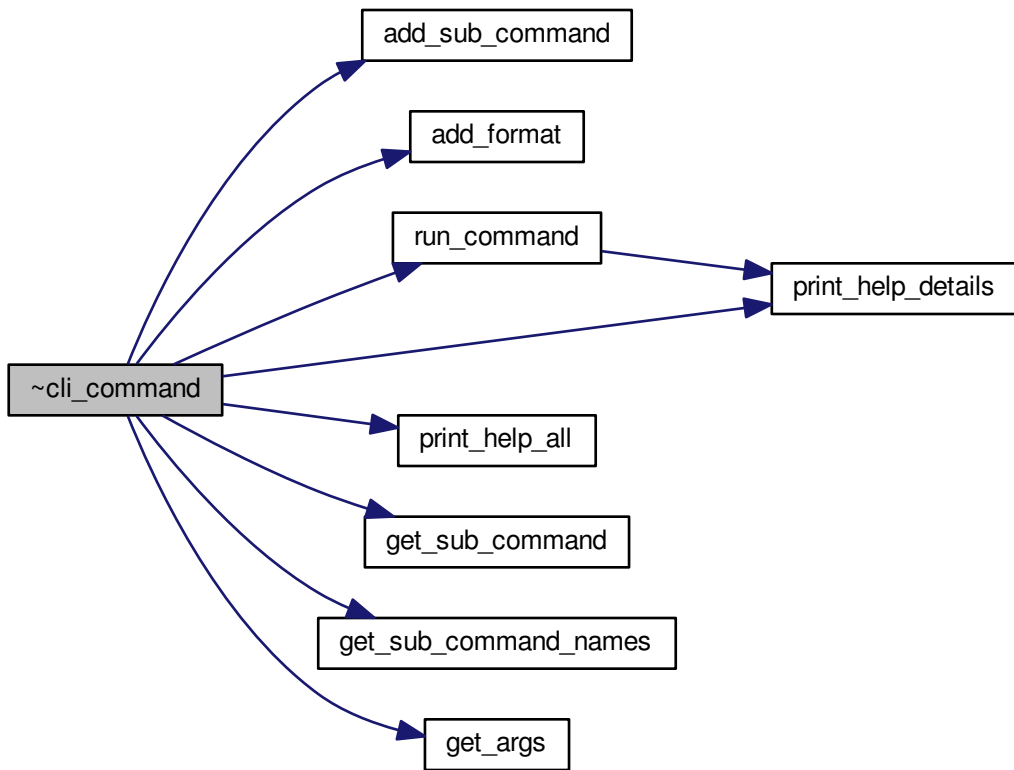 add_sub_command
add_format
run_command
print_help_details
~cli_command
print_help_all
get_sub_command
get_sub_command_names
get_args